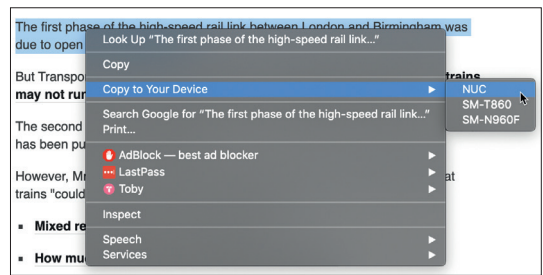 The first phase of the high-speed rail link between London and Birmingham was
due to open
Look Up “The first phase of the high-speed rail link...”
Copy
But Transpo
trains
may not rur
Copy to Your Device
NUC
SM-T860
SM-N960F
The second
has been pu
Search Google for “The first phase of the high-speed rail link...”
Print...
AdBlock — best ad blocker
LastPass
Toby
However, Mr
at
trains "could
Inspect
Mixed re
Speech
Services
How mu